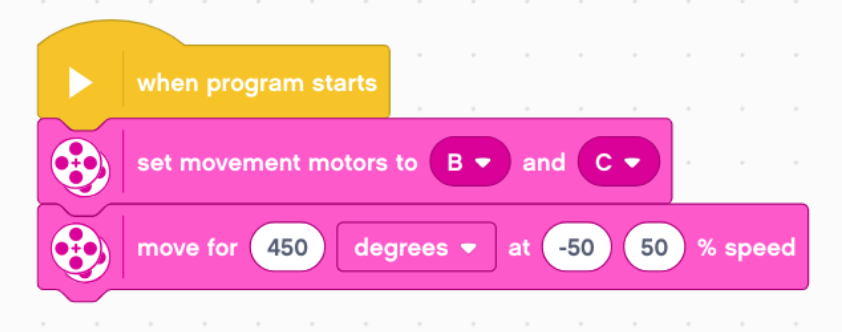 when program starts
set movement motors to B and C
move for 450 degrees at -50 50 % speed